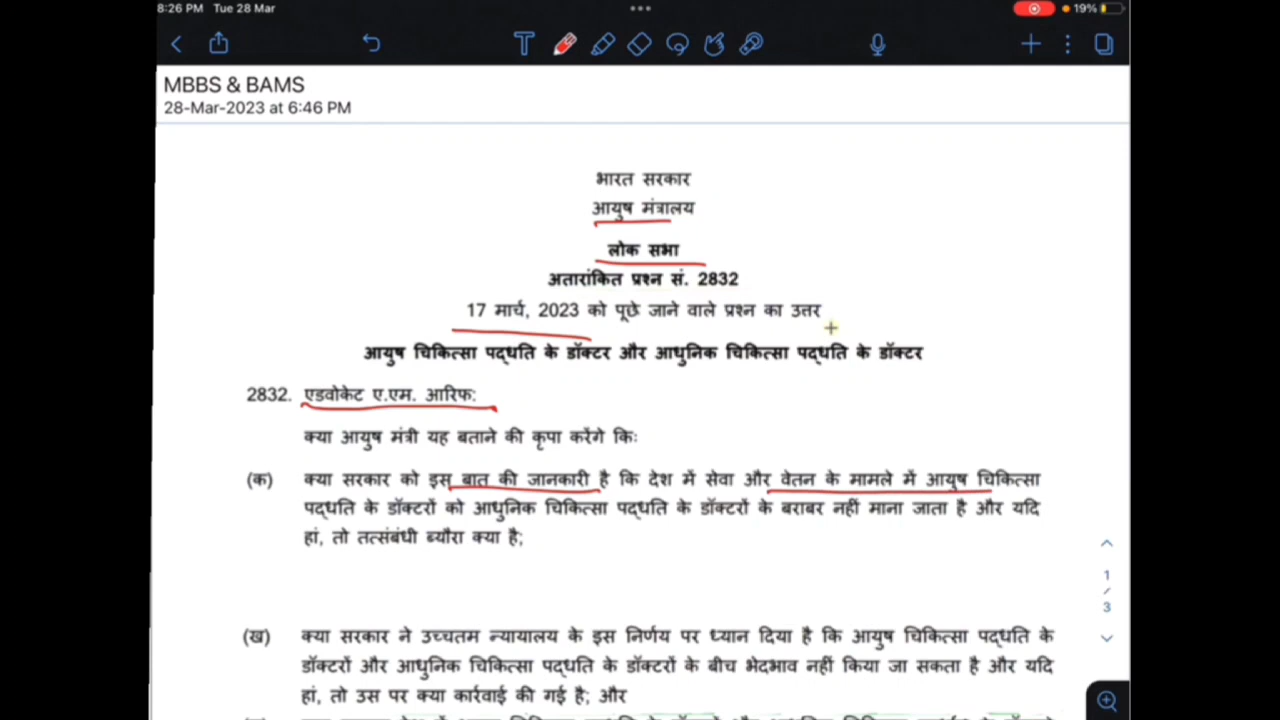 8:26 PM Tue 28 Mar
19%
MBBS & BAMS
28-Mar-2023 at 6:46 PM
भारत सरकार
आयुष मंत्रालय
लोक सभा
अतारांकित प्रश्न सं. 2832
17 मार्च, 2023 को पूछे जाने वाले प्रश्न का उत्तर
आयुष चिकित्सा पद्धति के डॉक्टर और आधुनिक चिकित्सा पद्धति के डॉक्टर
2832. एडवोकेट ए.एम. आरिफ:
क्या आयुष मंत्री यह बताने की कृपा करेंगे कि:
(क) क्या सरकार को इस बात की जानकारी है कि देश में सेवा और वेतन के मामले में आयुष चिकित्सा
पद्धति के डॉक्टरों को आधुनिक चिकित्सा पद्धति के डॉक्टरों के बराबर नहीं माना जाता है और यदि
हां, तो तत्संबंधी ब्यौरा क्या है;
(ख) क्या सरकार ने उच्चतम न्यायालय के इस निर्णय पर ध्यान दिया है कि आयुष चिकित्सा पद्धति के
डॉक्टरों और आधुनिक चिकित्सा पद्धति के डॉक्टरों के बीच भेदभाव नहीं किया जा सकता है और यदि
हां, तो उस पर क्या कार्रवाई की गई है; और
1
/
3